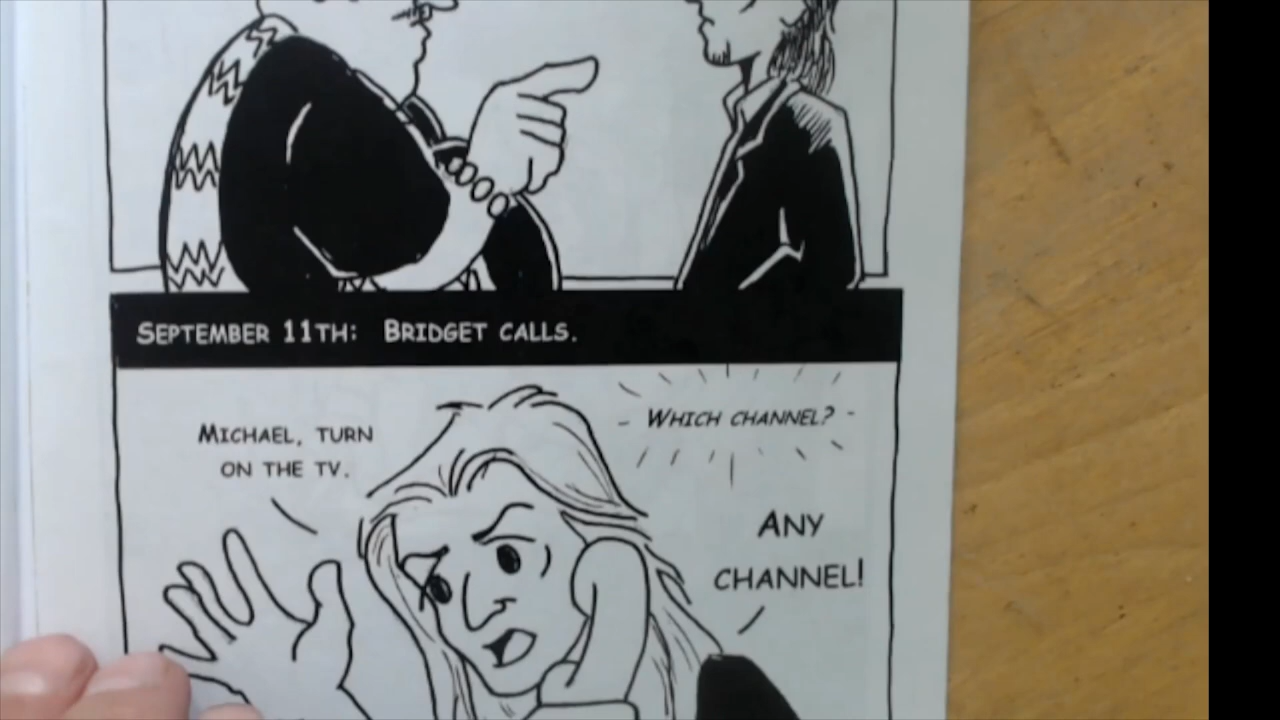 SEPTEMBER 11TH: BRIDGET CALLS.
MICHAEL, TURN
ON THE TV.
WHICH CHANNEL?
ANY
CHANNEL!